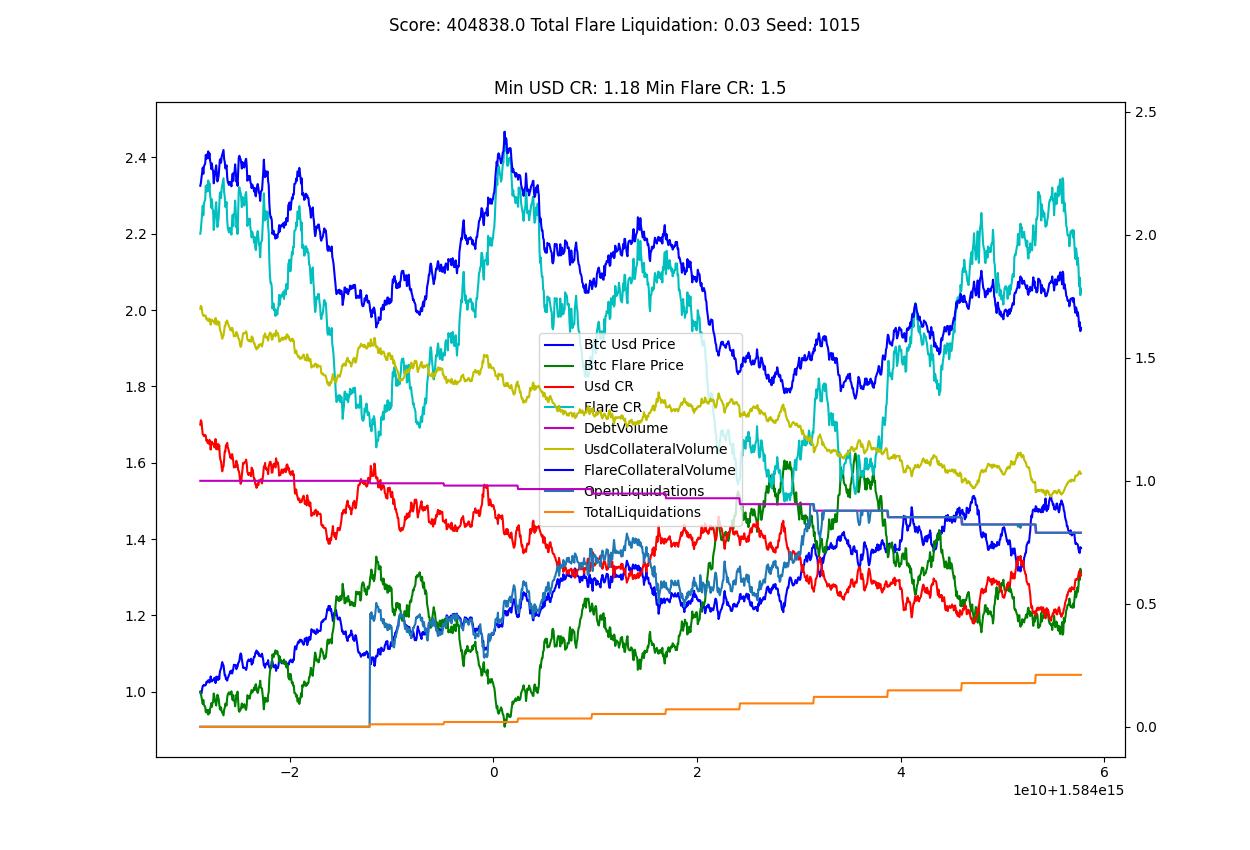 Score: 404838.0 Total Flare Liquidation: 0.03 Seed: 1015
Min USD CR: 1.18 Min Flare CR: 1.5
2.4
2.2
2.0
1.8
1.6
1.4
1.2
1.0
2.5
2.0
1.5
1.0
0.5
0.0
Btc Usd Price
Btc Flare Price
Usd CR
Flare CR
DebtVolume
UsdCollateralVolume
FlareCollateralVolume
OpenLiquidations
TotalLiquidations
−2 0 2 4 6
1e10+1.584e15